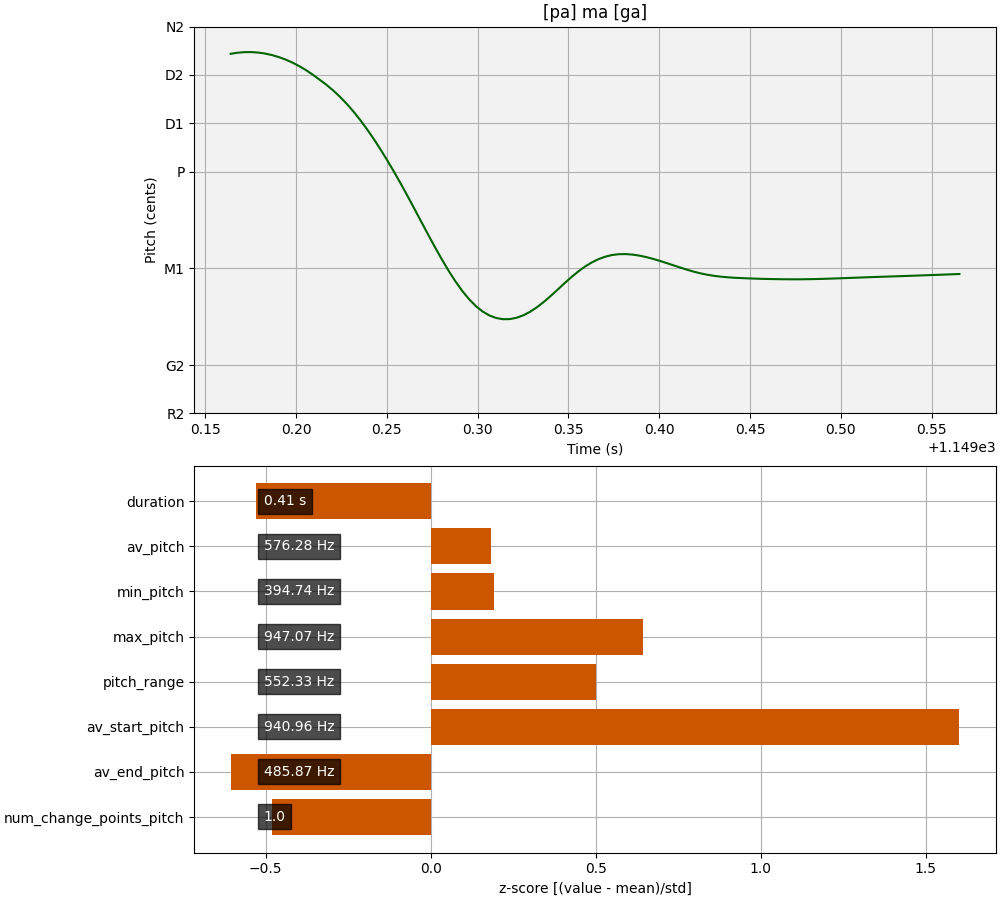 [pa] ma [ga]
N2
D2
D1
P
M1
G2
R2
Pitch (cents)
0.15 0.20 0.25 0.30 0.35 0.40 0.45 0.50 0.55
Time (s)
+1.149e3
duration 0.41 s
av_pitch 576.28 Hz
min_pitch 394.74 Hz
max_pitch 947.07 Hz
pitch_range 552.33 Hz
av_start_pitch 940.96 Hz
av_end_pitch 485.87 Hz
num_change_points_pitch 1.0
−0.5 0.0 0.5 1.0 1.5
z-score [(value - mean)/std]